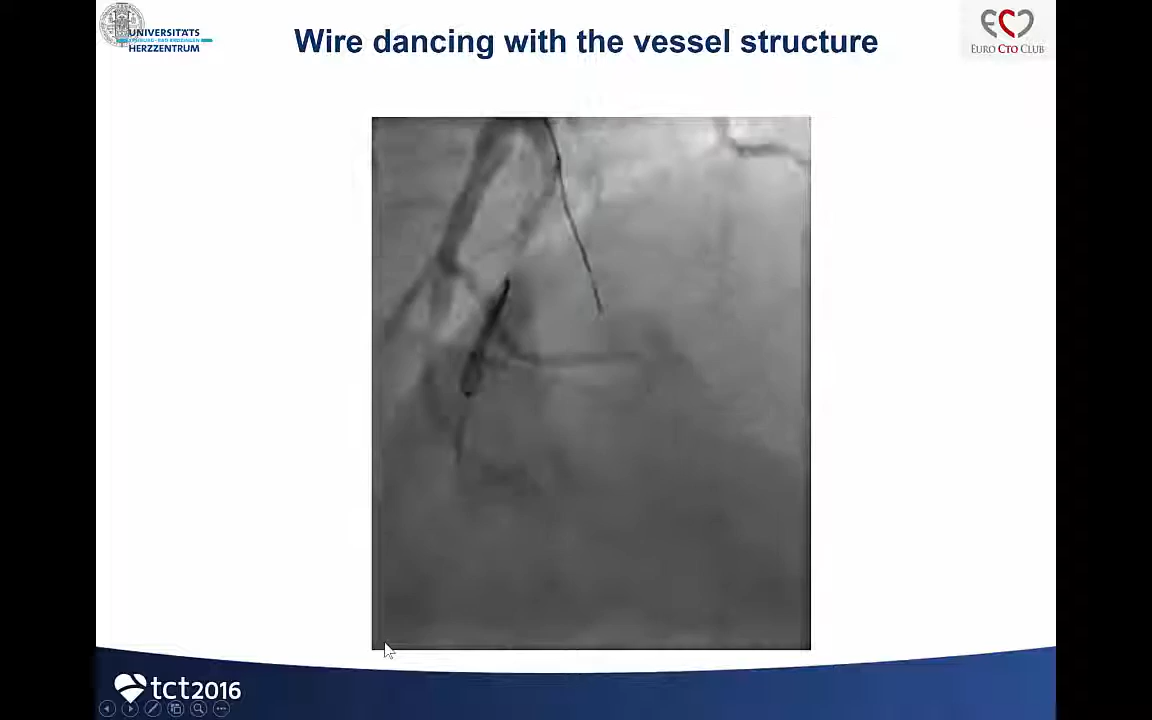 Wire dancing with the vessel structure
UNIVERSITÄTS
HERZZENTRUM
EURO CTO CLUB
tct2016